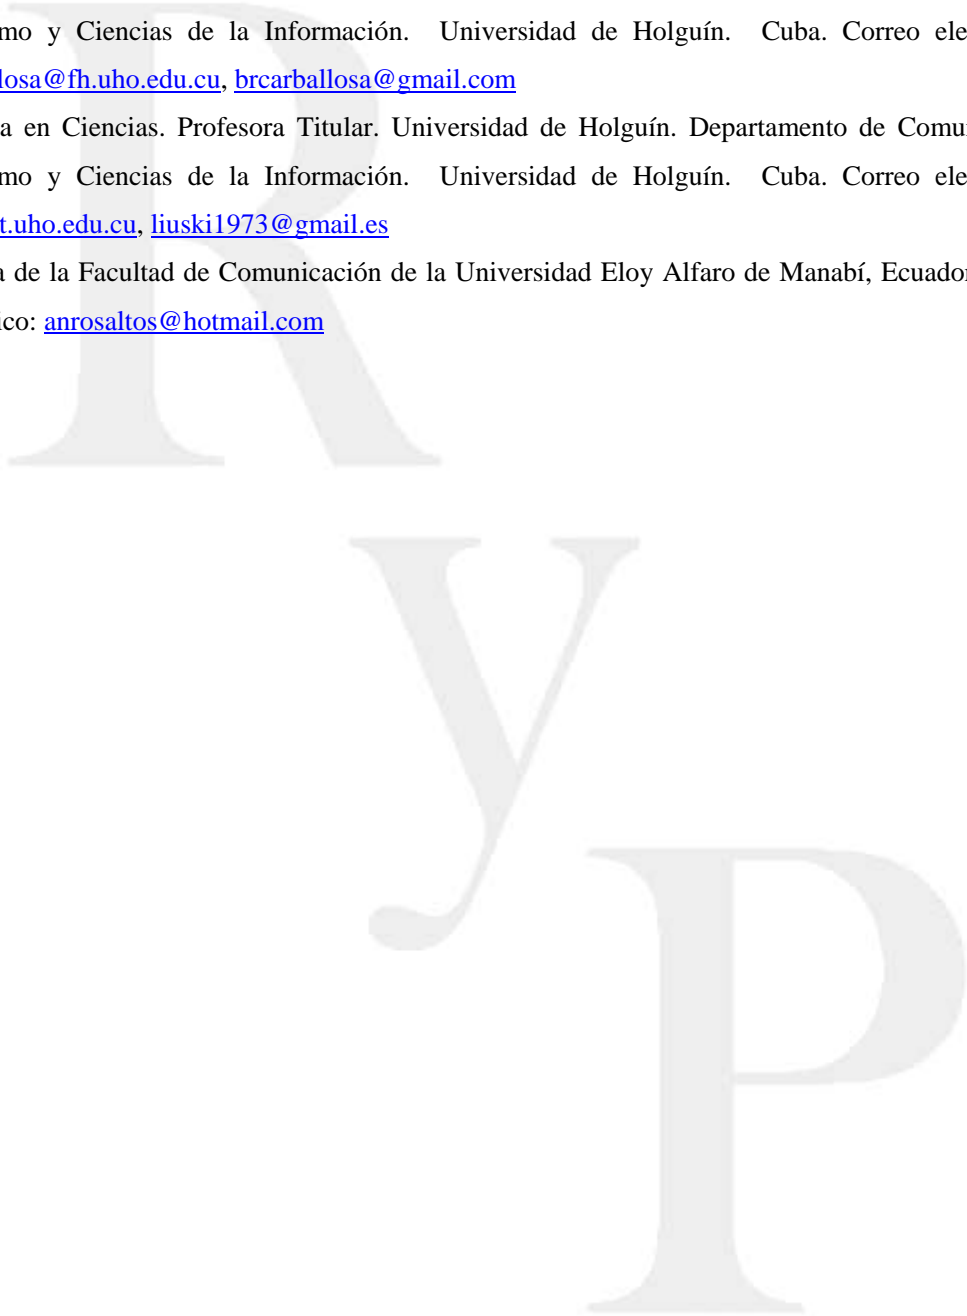 mo y Ciencias de la Información. Universidad de Holguín. Cuba. Correo ele
losa@fh.uho.edu.cu, brcarballosa@gmail.com
a en Ciencias. Profesora Titular. Universidad de Holguín. Departamento de Comu
mo y Ciencias de la Información. Universidad de Holguín. Cuba. Correo ele
t.uho.edu.cu, liuski1973@gmail.es
a de la Facultad de Comunicación de la Universidad Eloy Alfaro de Manabí, Ecuador
ico: anrosaltos@hotmail.com
R
y
P